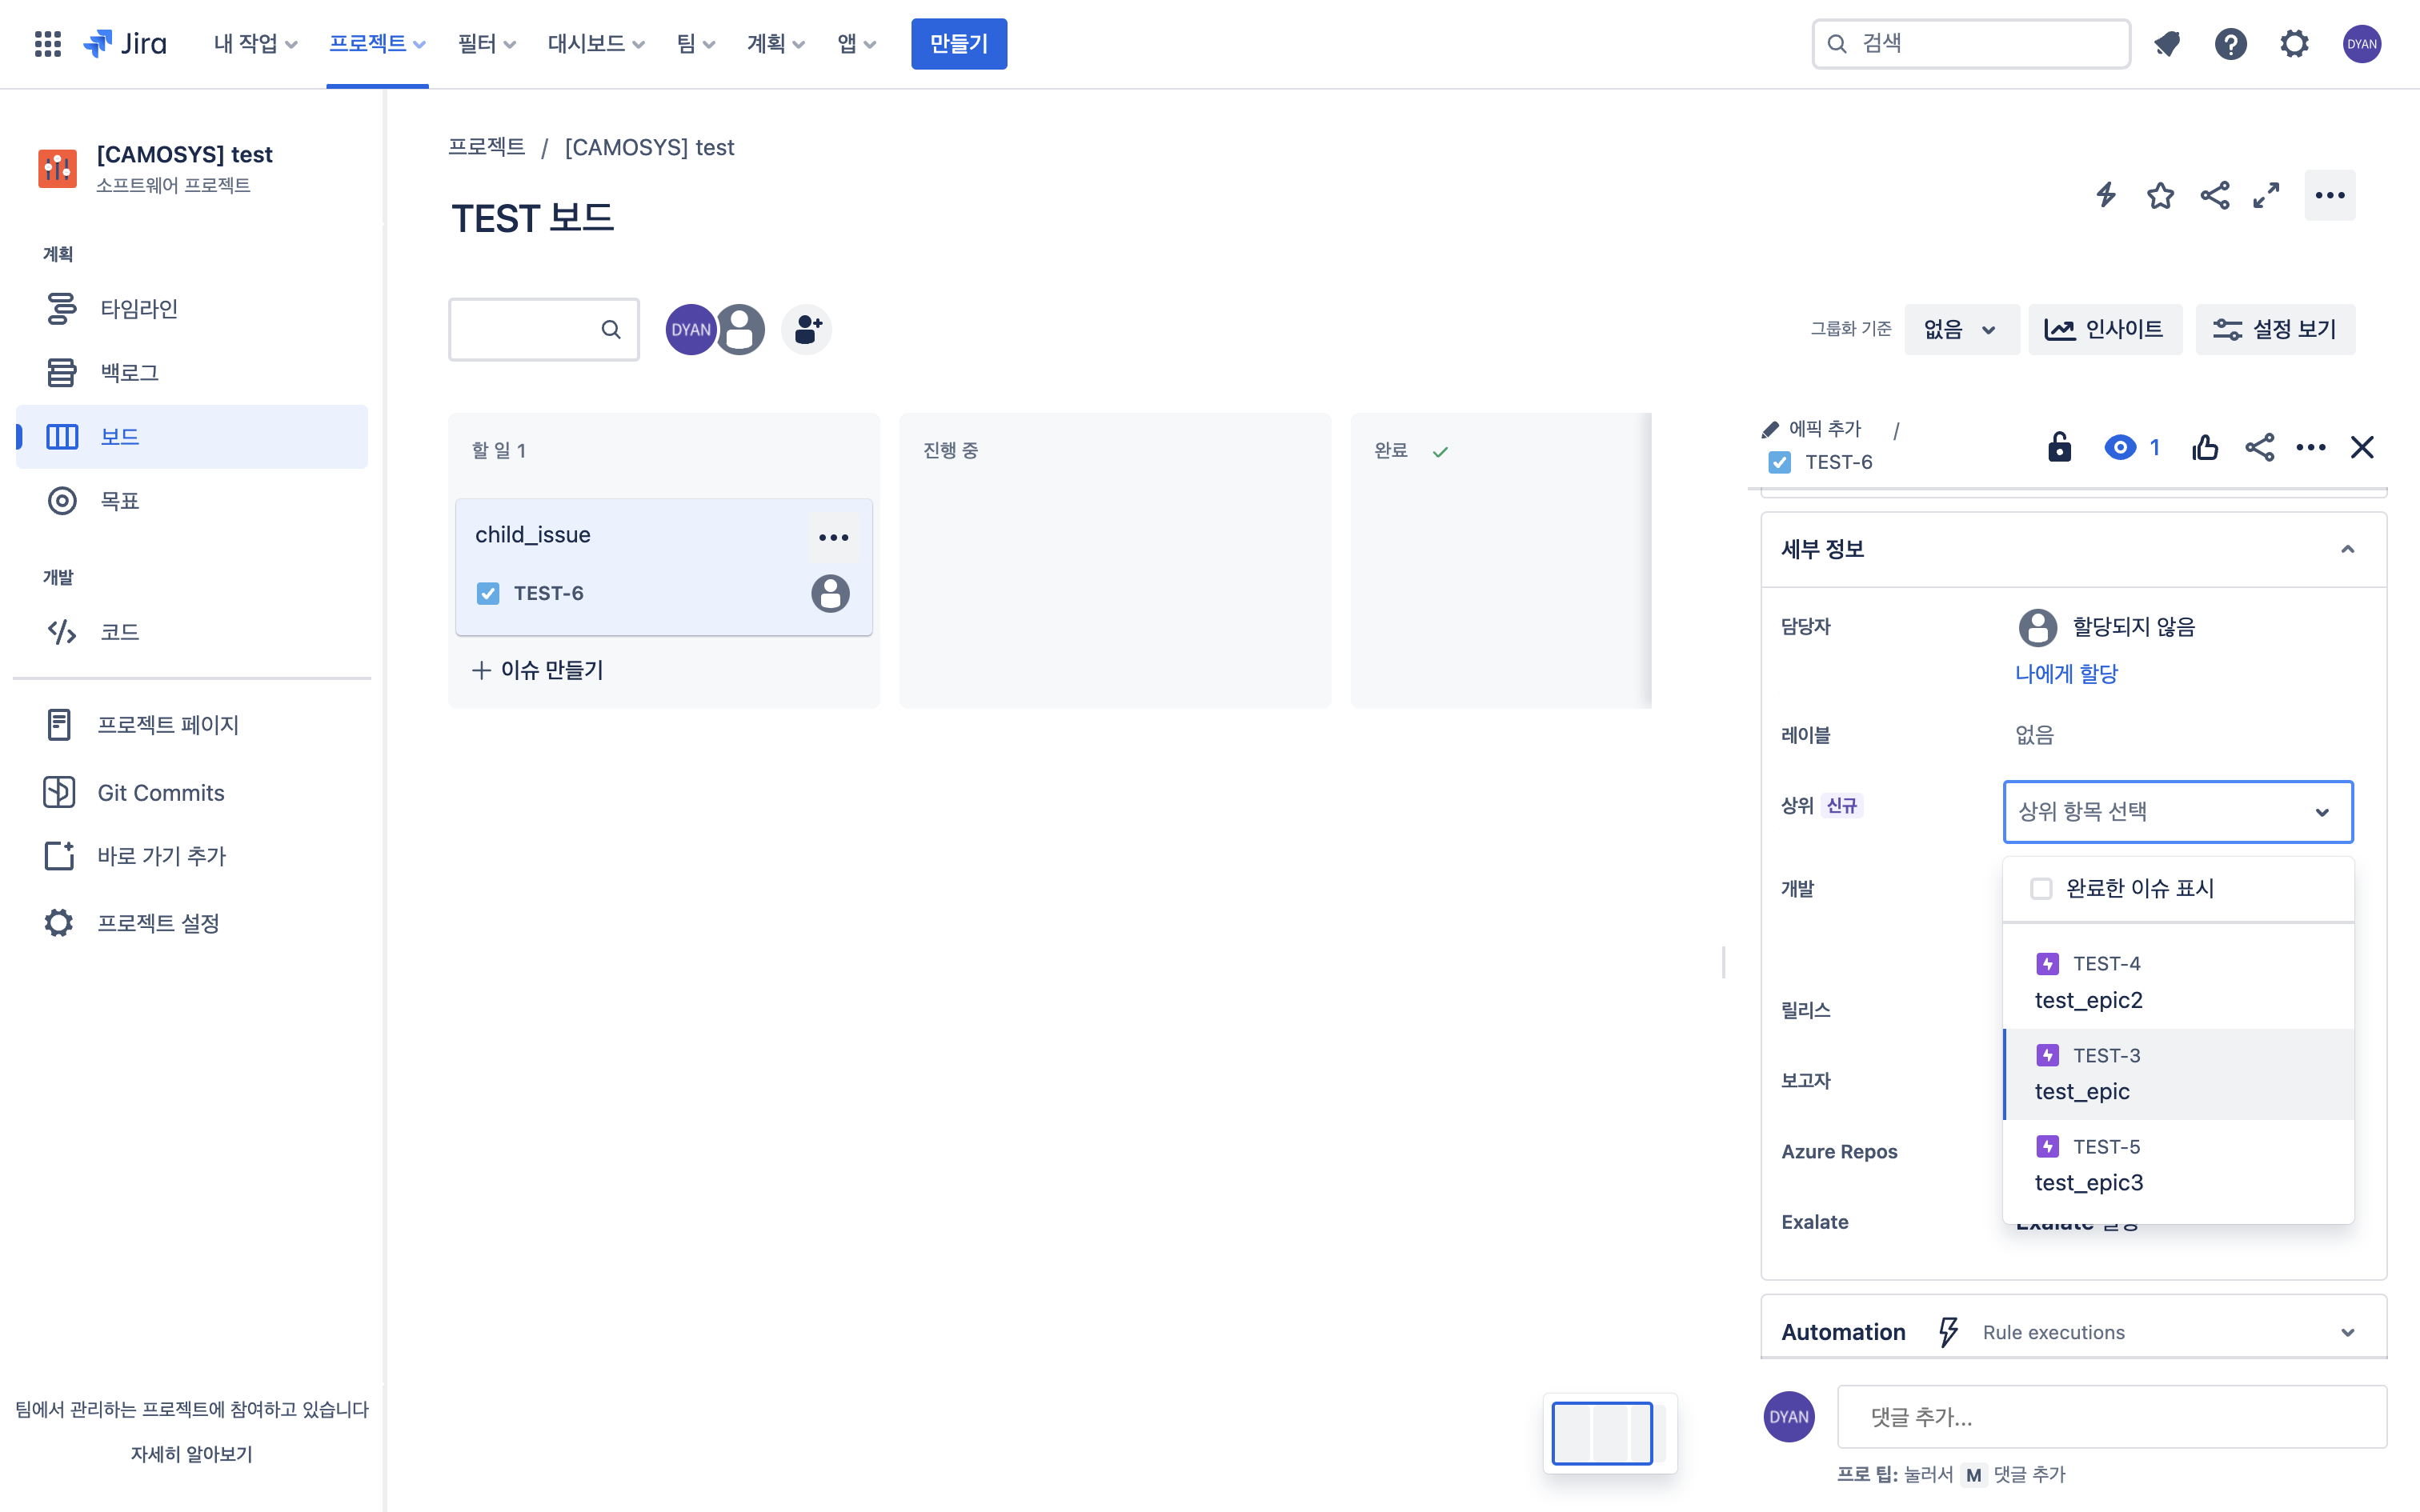 Jira
내 작업
프로젝트
필터
대시보드
팀
계획
앱
만들기
검색
DYAN
[CAMOSYS] test
소프트웨어 프로젝트
계획
타임라인
백로그
보드
목표
개발
코드
프로젝트 페이지
Git Commits
바로 가기 추가
프로젝트 설정
팀에서 관리하는 프로젝트에 참여하고 있습니다
자세히 알아보기
프로젝트 / [CAMOSYS] test
TEST 보드
DYAN
그룹화 기준
없음
인사이트
설정 보기
할 일 1
child_issue
TEST-6
이슈 만들기
진행 중
완료
에픽 추가 /
TEST-6
1
세부 정보
담당자
할당되지 않음
나에게 할당
레이블
없음
상위 신규
상위 항목 선택
완료한 이슈 표시
TEST-4
test_epic2
TEST-3
test_epic
TEST-5
test_epic3
개발
릴리스
보고자
Azure Repos
Exalate
Automation
Rule executions
DYAN
댓글 추가...
프로 팁: 눌러서 M 댓글 추가